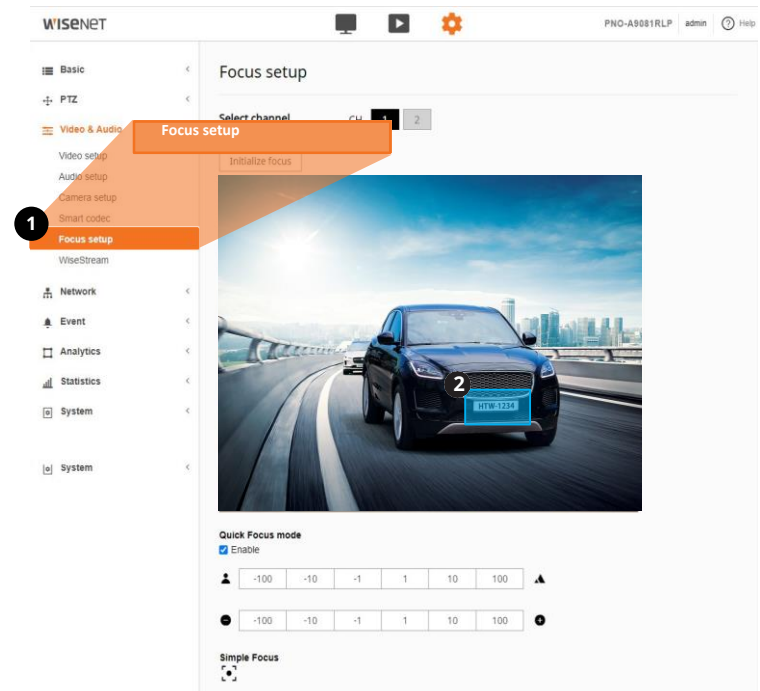 WISENET
PNO-A9081RLP admin ? Help
Basic
PTZ
Video & Audio
Video setup
Audio setup
Camera setup
Smart codec
Focus setup
WiseStream
Network
Event
Analytics
Statistics
System
System
1
Focus setup
Focus setup
Select channel CH 1 2
Initialize focus
2
HTW-1234
Quick Focus mode
Enable
-100 -10 -1 1 10 100
-100 -10 -1 1 10 100
Simple Focus